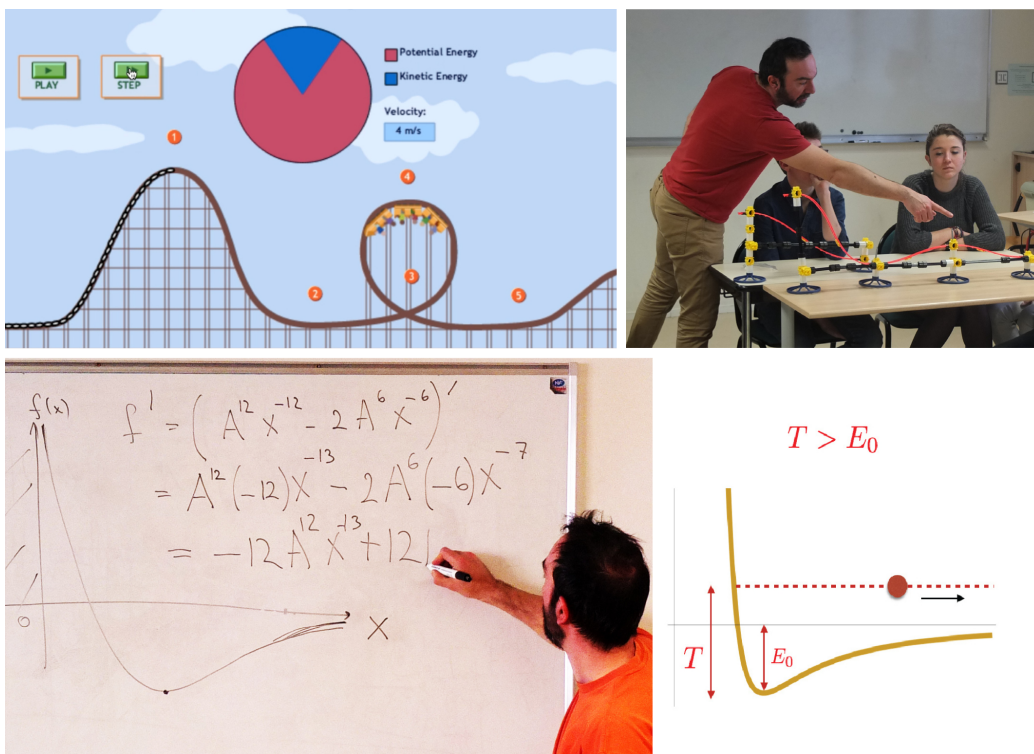 PLAY
STEP
Potential Energy
Kinetic Energy
Velocity:
4 m/s
1
2
3
4
5
f(x)
f' = (A¹²x⁻¹² - 2A⁶x⁻⁶)'
= A¹²(-12)x⁻¹³ - 2A⁶(-6)x⁻⁷
= -12A¹²x⁻¹³ + 12
0
x
T > E₀
T
E₀